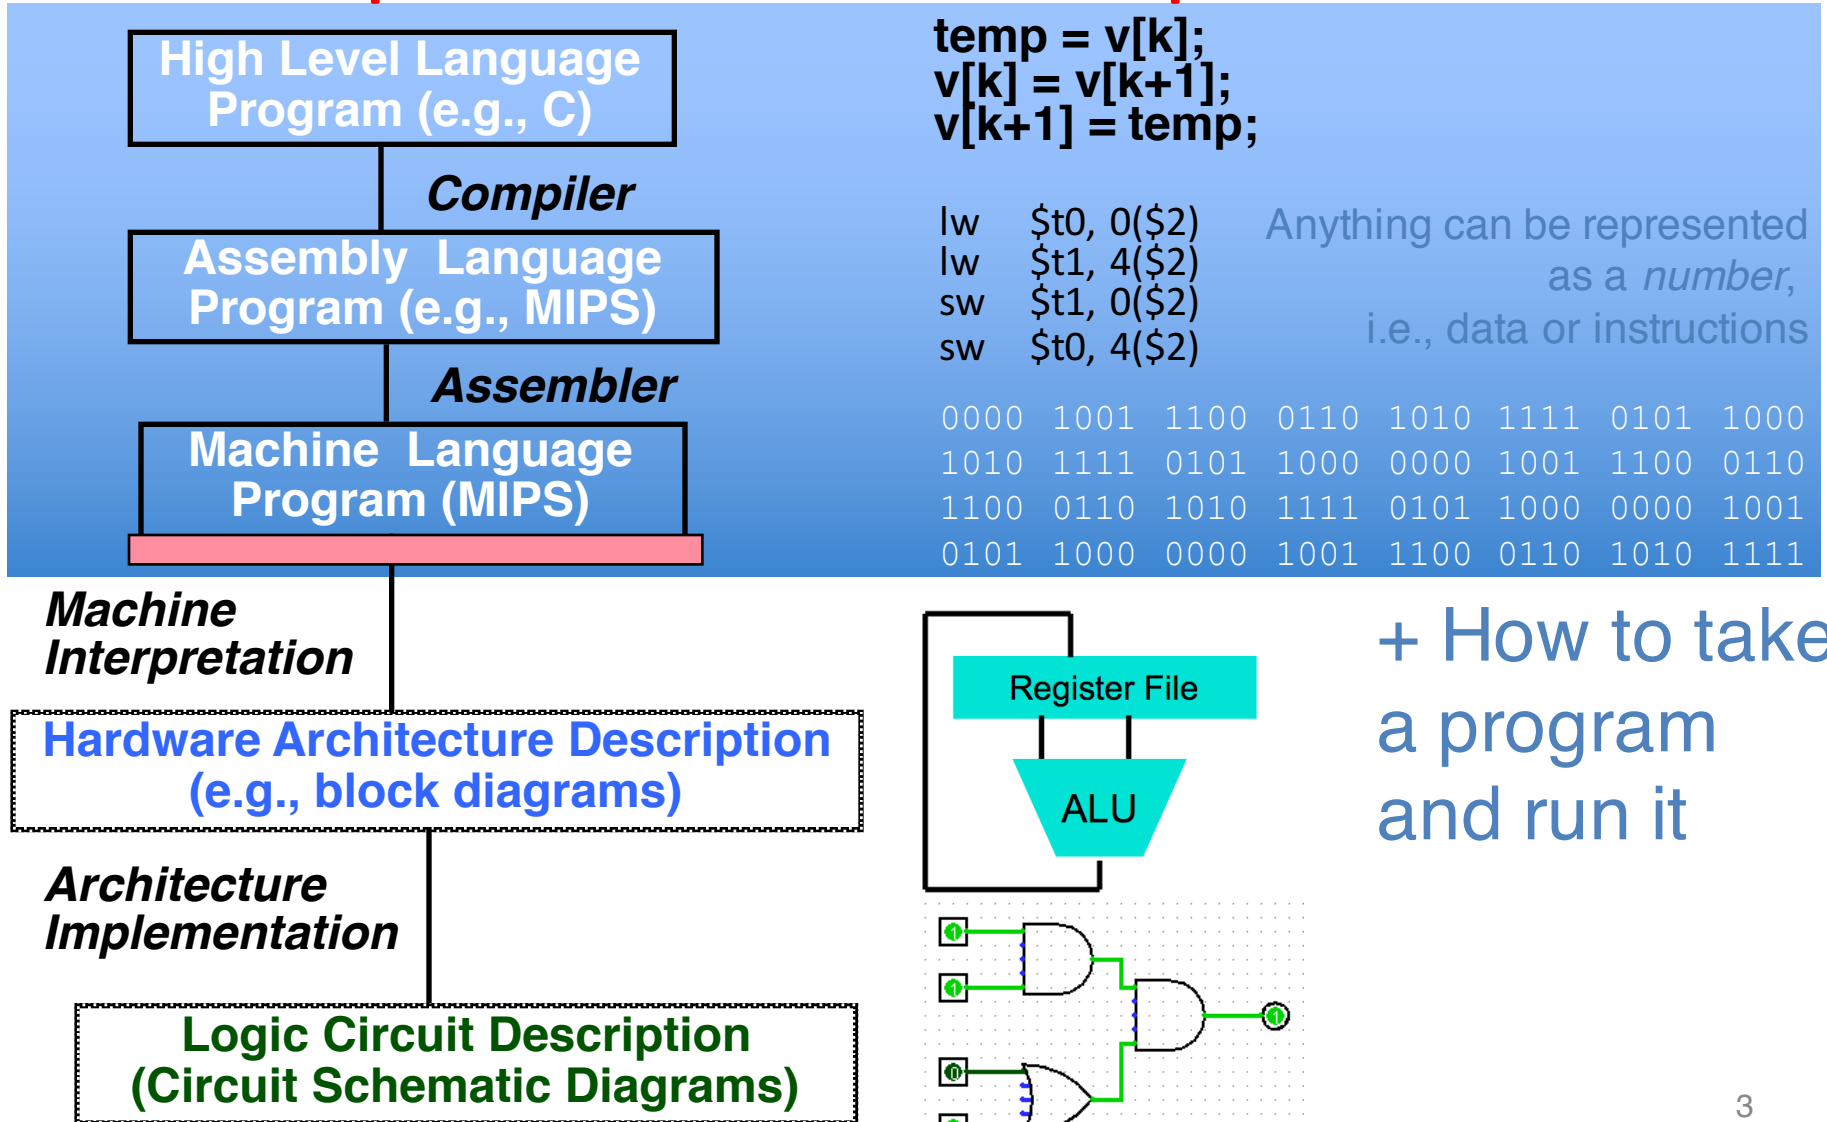 High Level Language
Program (e.g., C)
temp = v[k];
v[k] = v[k+1];
v[k+1] = temp;
Compiler
Assembly Language
Program (e.g., MIPS)
lw $t0, 0($2)
lw $t1, 4($2)
sw $t1, 0($2)
sw $t0, 4($2)
Anything can be represented
as a number,
i.e., data or instructions
Assembler
Machine Language
Program (MIPS)
0000 1001 1100 0110 1010 1111 0101 1000
1010 1111 0101 1000 0000 1001 1100 0110
1100 0110 1010 1111 0101 1000 0000 1001
0101 1000 0000 1001 1100 0110 1010 1111
Machine
Interpretation
+ How to take
a program
and run it
Register File
ALU
Hardware Architecture Description
(e.g., block diagrams)
Architecture
Implementation
1
1
1
0
Logic Circuit Description
(Circuit Schematic Diagrams)
3